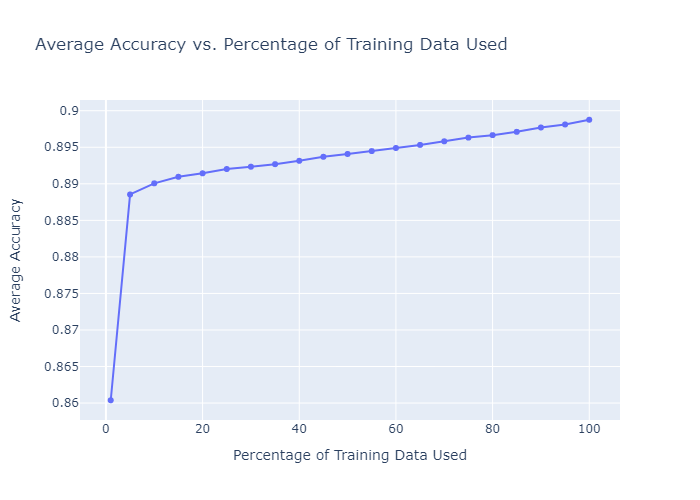 Average Accuracy vs. Percentage of Training Data Used
0.9
0.895
0.89
0.885
0.88
0.875
0.87
0.865
0.86
Average Accuracy
0 20 40 60 80 100
Percentage of Training Data Used